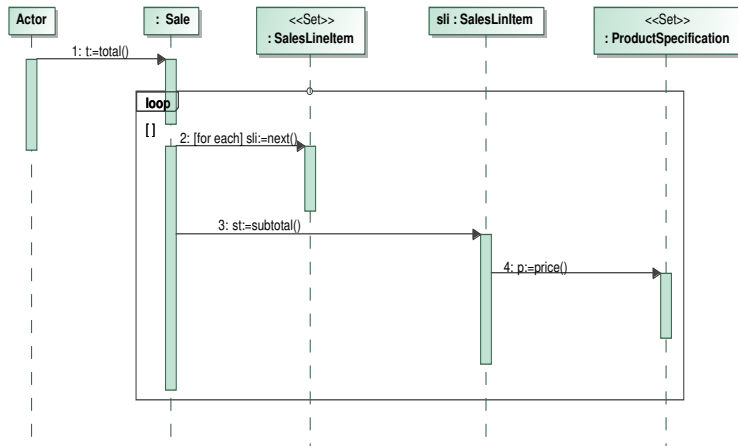 Actor
: Sale
<<Set>>
: SalesLineItem
sli : SalesLinItem
<<Set>>
: ProductSpecification
1: t:=total()
loop
[ ]
2: [for each] sli:=next()
3: st:=subtotal()
4: p:=price()